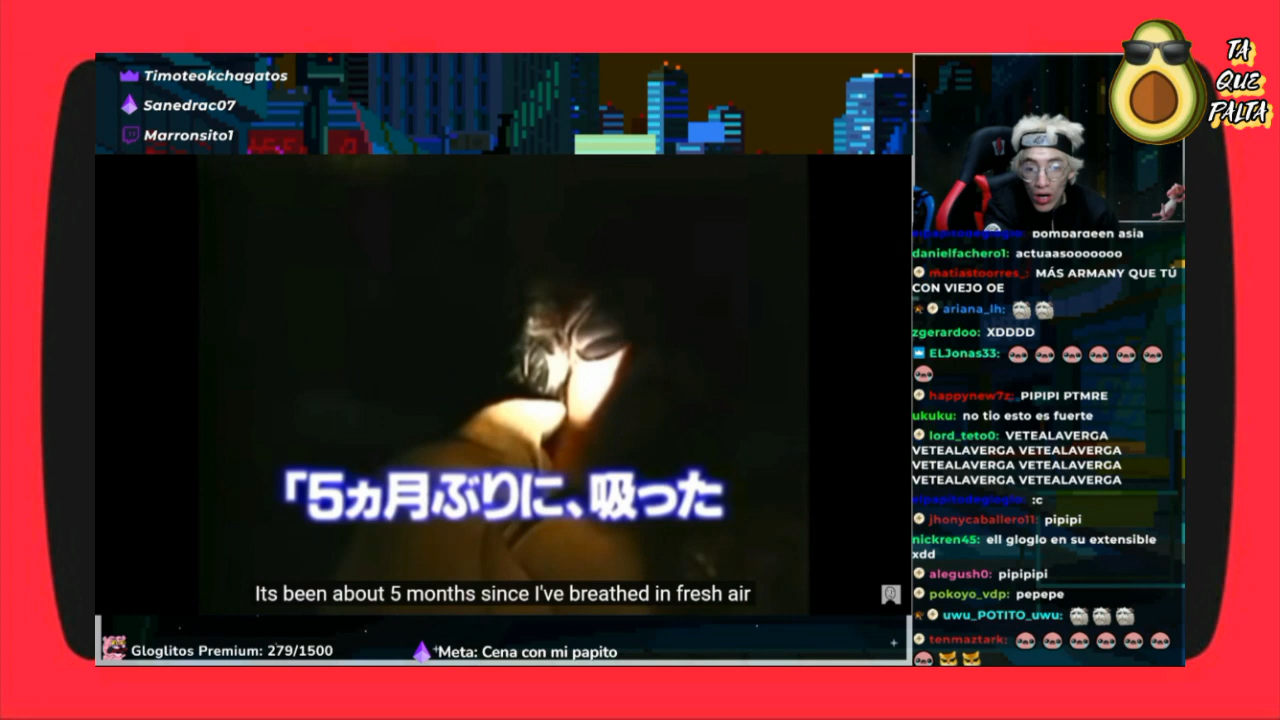 TA
QUE
PALTA
Timoteokchagatos
Sanedrac07
Marronsito1
「5ヵ月ぶりに、吸った
Its been about 5 months since I've breathed in fresh air
Gloglitos Premium: 279/1500
Meta: Cena con mi papito
bombardeen asia
danielfachero1: actuaasooooooo
matiastoorres_: MÁS ARMANY QUE TÚ
CON VIEJO OE
ariana_lh:
zgerardoo: XDDDD
ELJonas33:
happynew7z: PIPIPI PTMRE
ukuku: no tio esto es fuerte
lord_teto0: VETEALAVERGA
VETEALAVERGA VETEALAVERGA
VETEALAVERGA VETEALAVERGA
VETEALAVERGA VETEALAVERGA
:c
jhonycaballero11: pipipi
nickren45: ell gloglo en su extensible
xdd
alegush0: pipipipi
pokoyo_vdp: pepepe
uwu_POTITO_uwu:
tenmaztark: